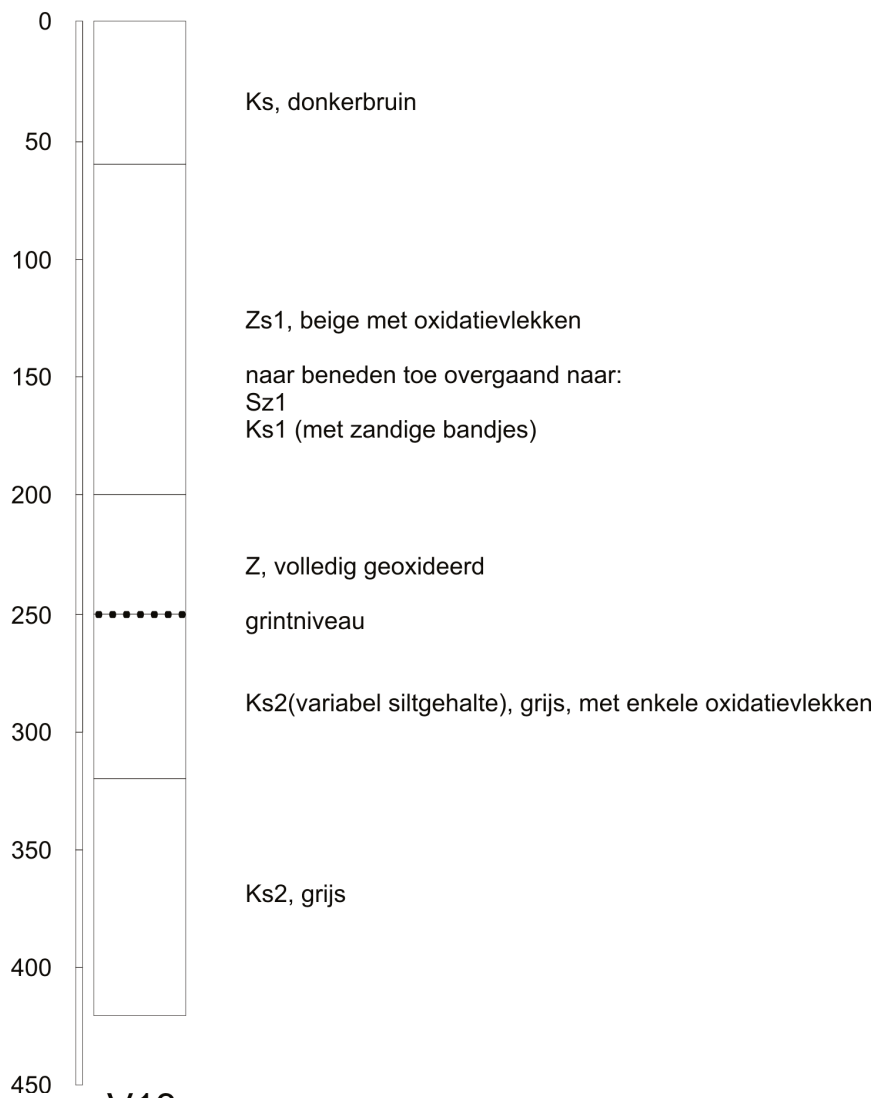 0
Ks, donkerbruin
50
100
Zs1, beige met oxidatievlekken
150
naar beneden toe overgaand naar:
Sz1
Ks1 (met zandige bandjes)
200
Z, volledig geoxideerd
250
grintniveau
Ks2(variabel siltgehalte), grijs, met enkele oxidatievlekken
300
350
Ks2, grijs
400
450